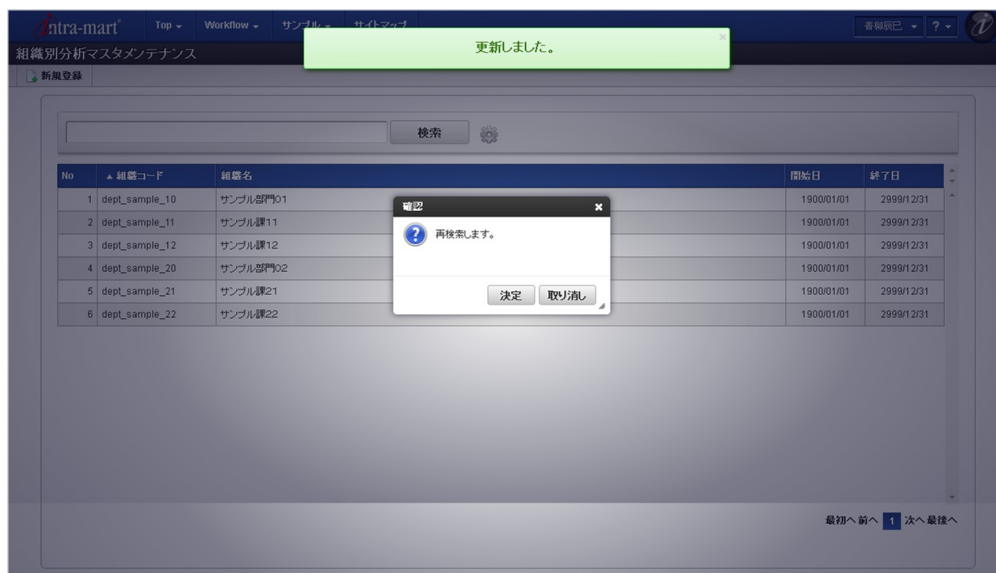 intra-mart Top Workflow サンプル サイトマップ 青柳辰巳 ?
更新しました。
組織別分析マスタメンテナンス
新規登録
検索
No 組織コード 組織名 開始日 終了日
1 dept_sample_10 サンプル部門01 1900/01/01 2999/12/31
2 dept_sample_11 サンプル課11 1900/01/01 2999/12/31
3 dept_sample_12 サンプル課12 1900/01/01 2999/12/31
4 dept_sample_20 サンプル部門02 1900/01/01 2999/12/31
5 dept_sample_21 サンプル課21 1900/01/01 2999/12/31
6 dept_sample_22 サンプル課22 1900/01/01 2999/12/31
確認
再検索します。
決定 取り消し
最初へ 前へ 1 次へ 最後へ